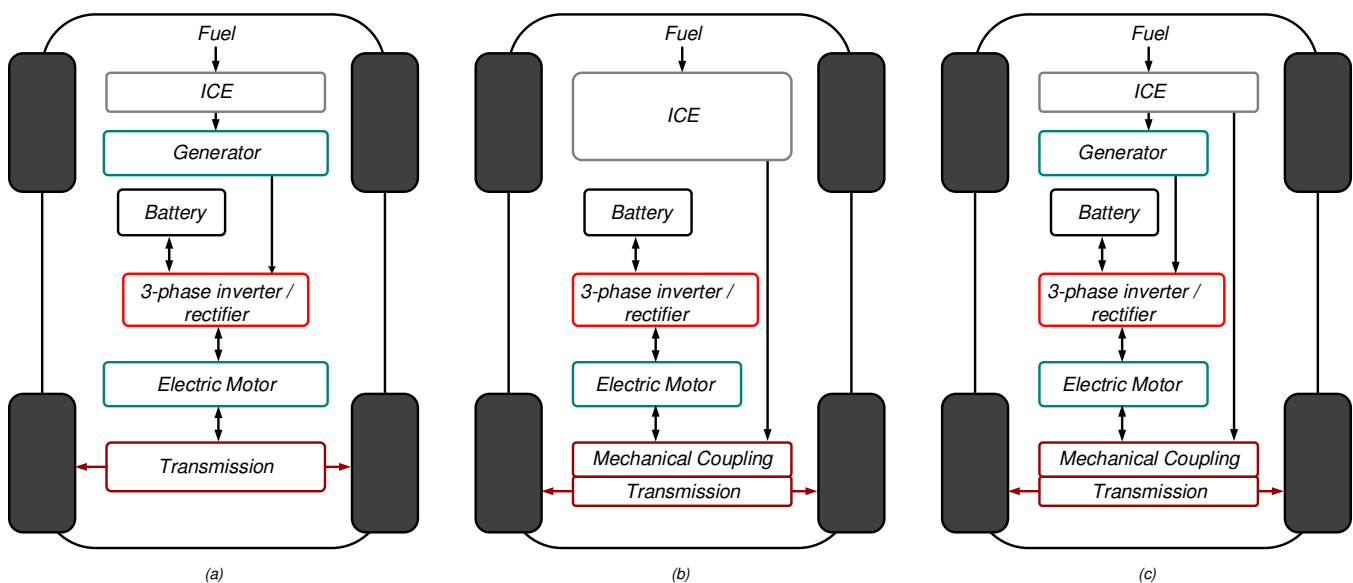 Fuel
ICE
Generator
Battery
3-phase inverter /
rectifier
Electric Motor
Transmission
(a)
Fuel
ICE
Battery
3-phase inverter /
rectifier
Electric Motor
Mechanical Coupling
Transmission
(b)
Fuel
ICE
Generator
Battery
3-phase inverter /
rectifier
Electric Motor
Mechanical Coupling
Transmission
(c)